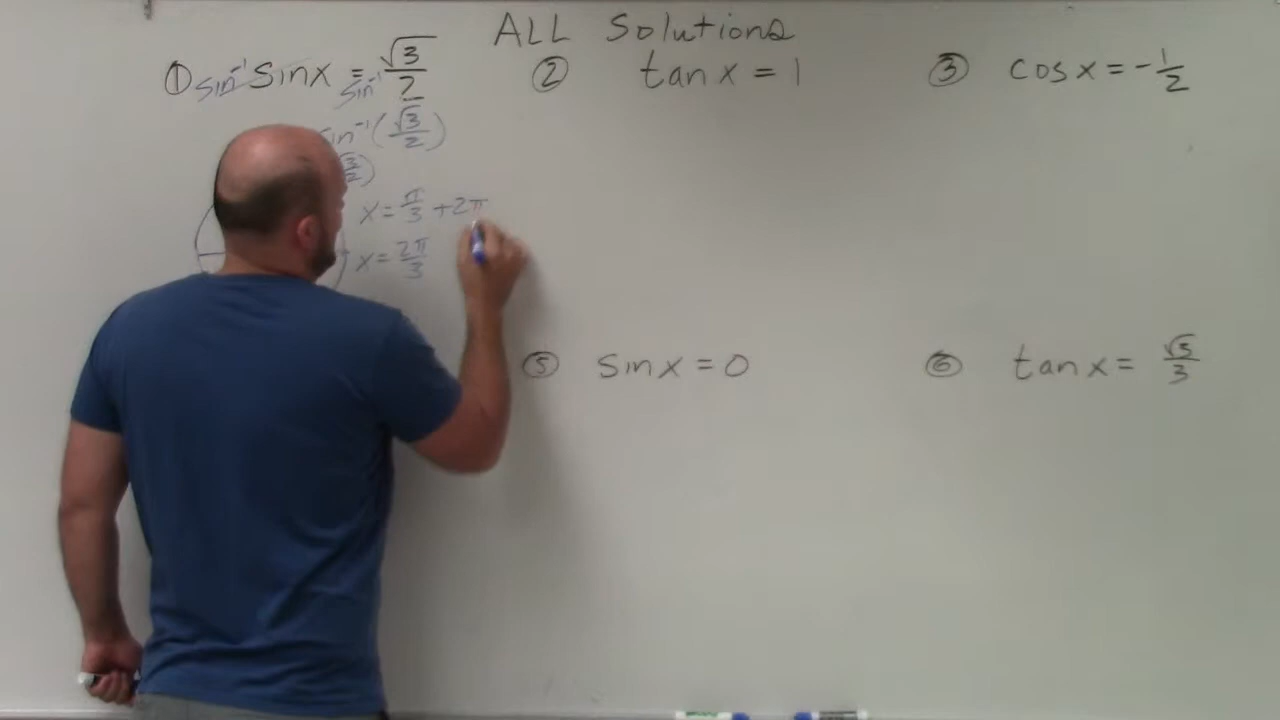 ALL Solutions
① sin⁻¹ sinx = sin⁻¹ √3/2
sin⁻¹(√3/2)
x = π/3 + 2π
x = 2π/3
② tan x = 1
③ cos x = -1/2
⑤ sin x = 0
⑥ tan x = √3/3